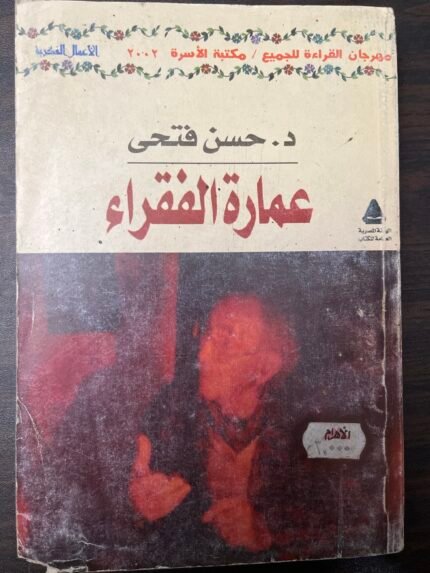 مهرجان القراءة للجميع / مكتبة الأسرة ٢٠٠٢
الأعمال الفكرية
د. حسن فتحى
عمارة الفقراء
الهيئة المصرية
العامة للكتاب
الأهرام